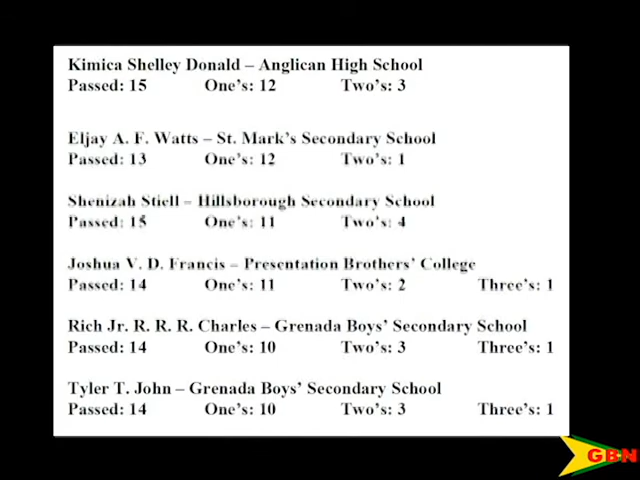 Kimica Shelley Donald – Anglican High School
Passed: 15 One's: 12 Two's: 3
Eljay A. F. Watts – St. Mark's Secondary School
Passed: 13 One's: 12 Two's: 1
Shenizah Stiell – Hillsborough Secondary School
Passed: 15 One's: 11 Two's: 4
Joshua V. D. Francis – Presentation Brothers' College
Passed: 14 One's: 11 Two's: 2 Three's: 1
Rich Jr. R. R. R. Charles – Grenada Boys' Secondary School
Passed: 14 One's: 10 Two's: 3 Three's: 1
Tyler T. John – Grenada Boys' Secondary School
Passed: 14 One's: 10 Two's: 3 Three's: 1
GBN